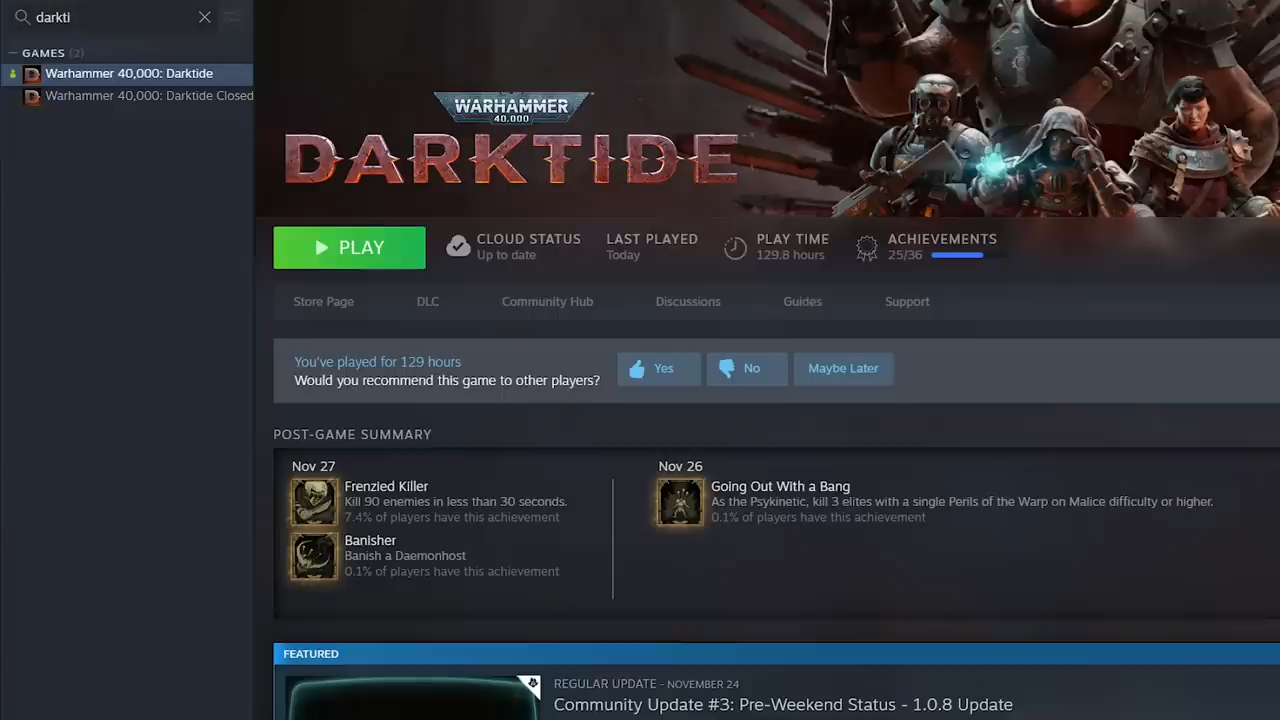 darkti
GAMES (2)
Warhammer 40,000: Darktide
Warhammer 40,000: Darktide Closed
WARHAMMER
40,000
DARKTIDE
PLAY
CLOUD STATUS
Up to date
LAST PLAYED
Today
PLAY TIME
129.8 hours
ACHIEVEMENTS
25/36
Store Page
DLC
Community Hub
Discussions
Guides
Support
You've played for 129 hours
Would you recommend this game to other players?
Yes
No
Maybe Later
POST-GAME SUMMARY
Nov 27
Frenzied Killer
Kill 90 enemies in less than 30 seconds.
7.4% of players have this achievement
Banisher
Banish a Daemonhost
0.1% of players have this achievement
Nov 26
Going Out With a Bang
As the Psykinetic, kill 3 elites with a single Perils of the Warp on Malice difficulty or higher.
0.1% of players have this achievement
FEATURED
REGULAR UPDATE - NOVEMBER 24
Community Update #3: Pre-Weekend Status - 1.0.8 Update